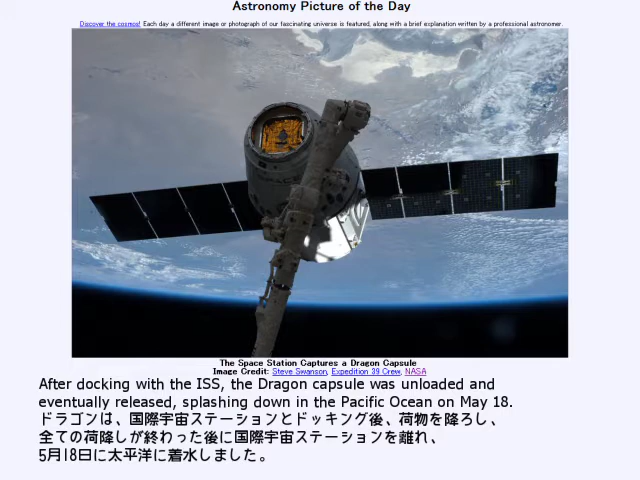 Astronomy Picture of the Day
Discover the cosmos! Each day a different image or photograph of our fascinating universe is featured, along with a brief explanation written by a professional astronomer.
The Space Station Captures a Dragon Capsule
Image Credit: Steve Swanson, Expedition 39 Crew, NASA
After docking with the ISS, the Dragon capsule was unloaded and
eventually released, splashing down in the Pacific Ocean on May 18.
ドラゴンは、国際宇宙ステーションとドッキング後、荷物を降ろし、
全ての荷降しが終わった後に国際宇宙ステーションを離れ、
5月18日に太平洋に着水しました。